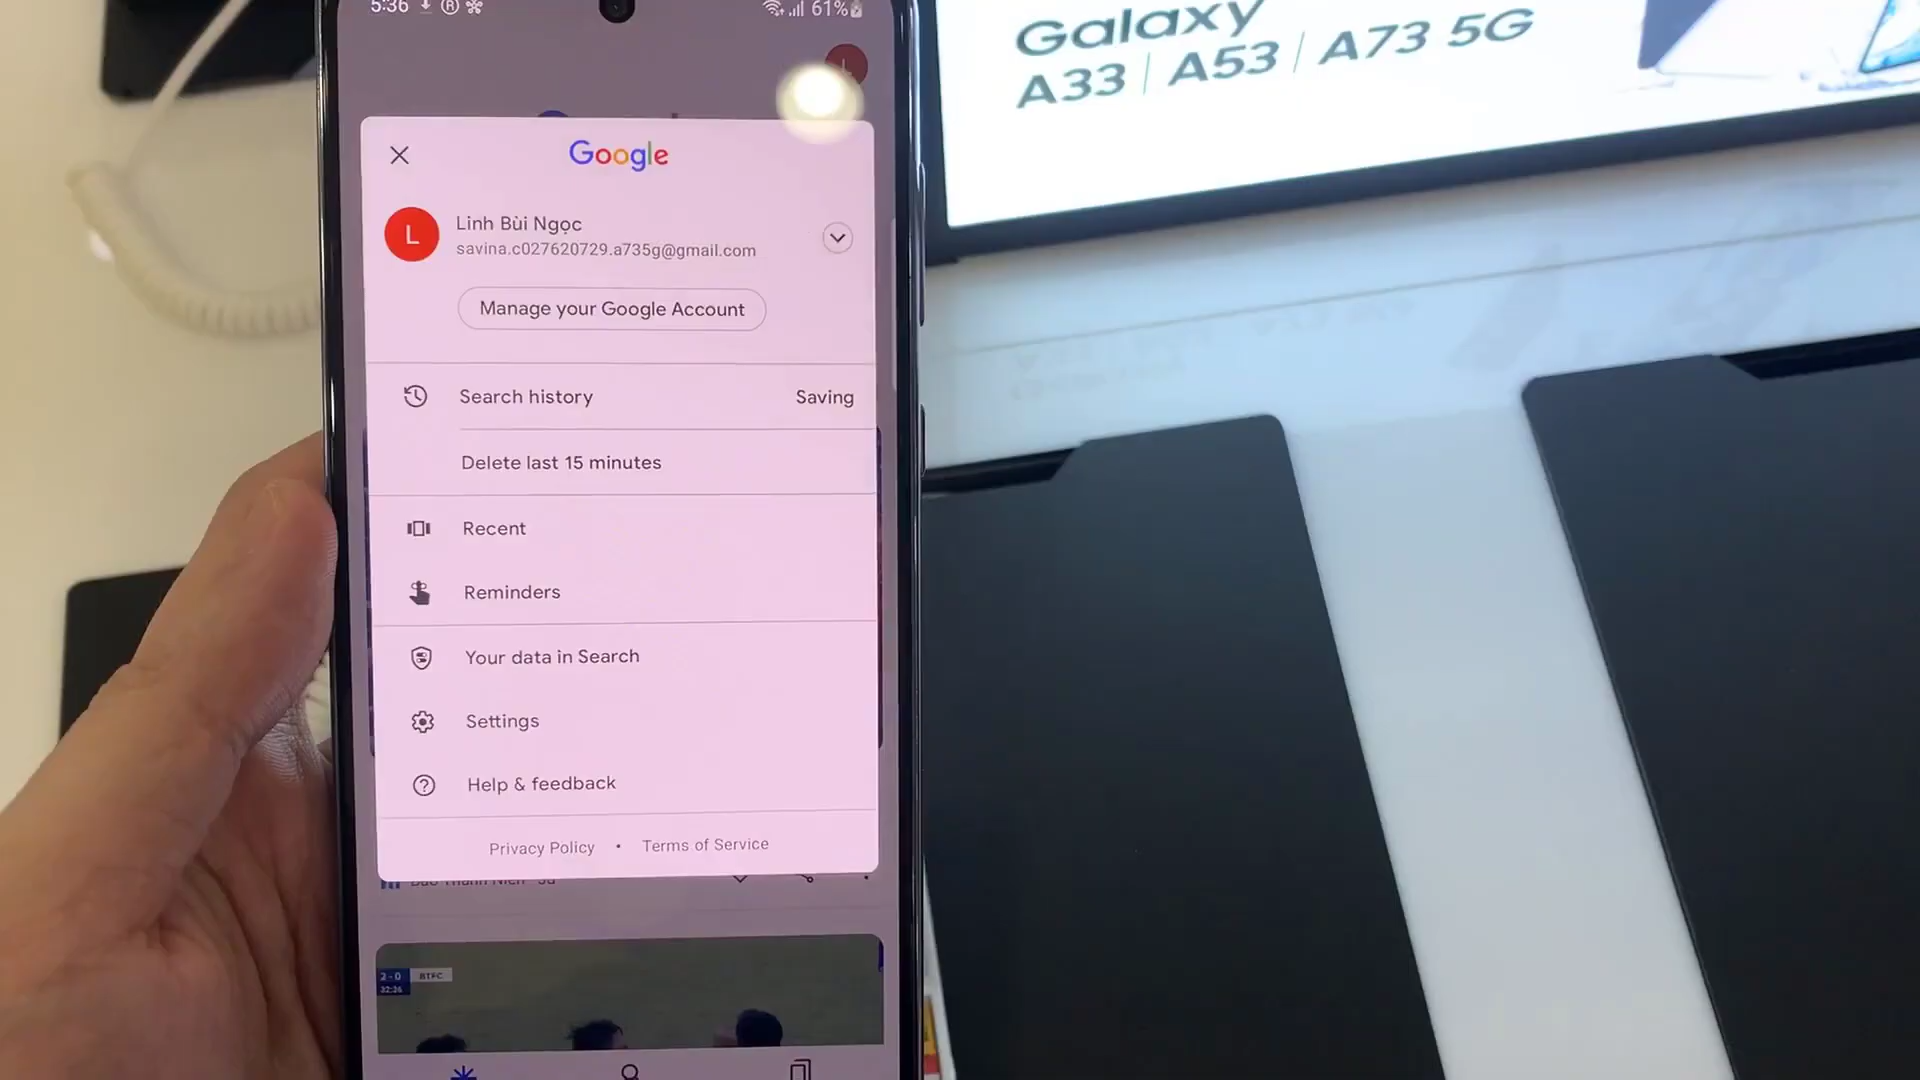 5:36
61%
Galaxy
A33 | A53 | A73 5G
Google
L
Linh Bùi Ngọc
savina.c027620729.a735g@gmail.com
Manage your Google Account
Search history Saving
Delete last 15 minutes
Recent
Reminders
Your data in Search
Settings
Help & feedback
Privacy Policy • Terms of Service
2-0 BTFC
32:26